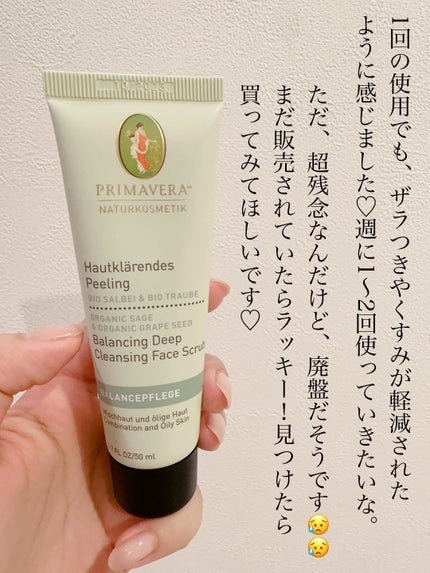 1回の使用でも、ザラつきやくすみが軽減された
ように感じました♡週に1〜2回使っていきたいな。
ただ、超残念なんだけど、廃盤だそうです😥😥
まだ販売されていたらラッキー！見つけたら
買ってみてほしいです♡
PRIMAVERA
NATURKOSMETIK
Hautklärendes
Peeling
BIO SALBEI & BIO TRAUBE
ORGANIC SAGE
& ORGANIC GRAPE SEED
Balancing Deep
Cleansing Face Scrub
BALANCEPFLEGE
Mischhaut und ölige Haut
Combination and Oily Skin
FL OZ/50 ml